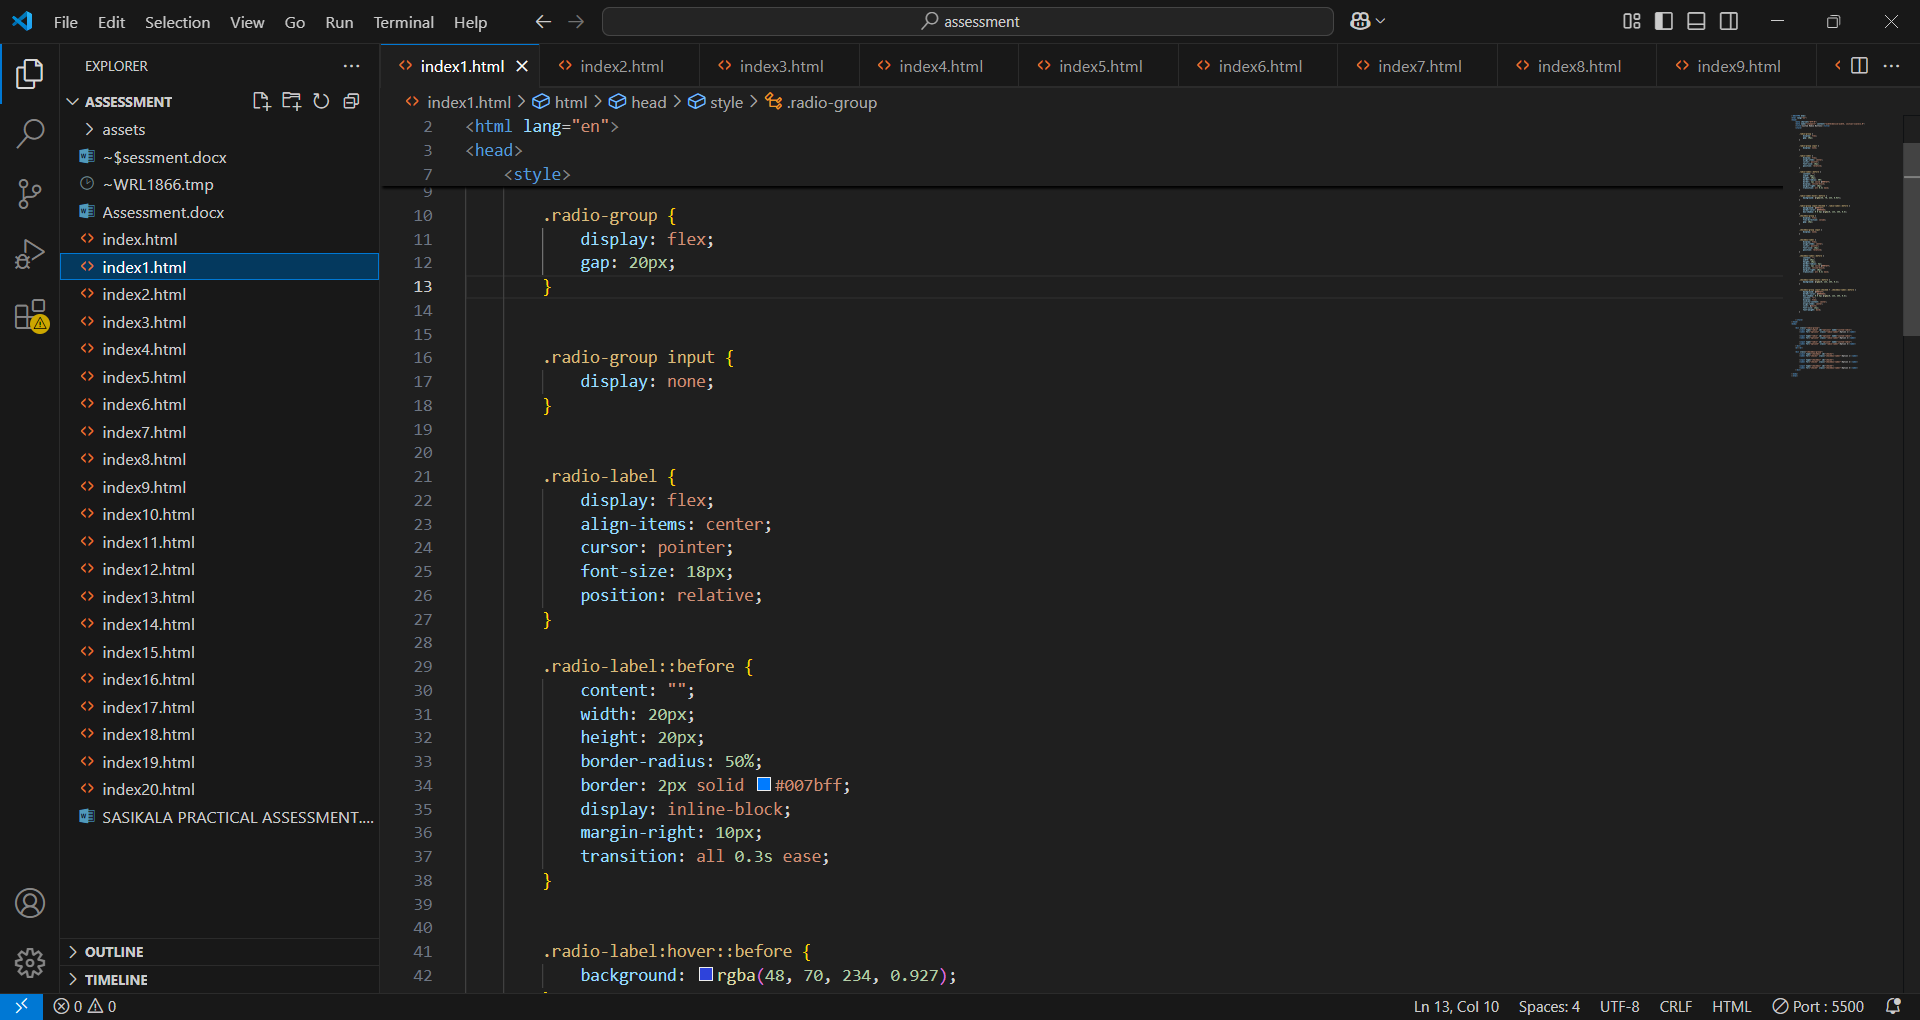 File Edit Selection View Go Run Terminal Help
assessment
EXPLORER
ASSESSMENT
assets
~$sessment.docx
~WRL1866.tmp
Assessment.docx
index.html
index1.html
index2.html
index3.html
index4.html
index5.html
index6.html
index7.html
index8.html
index9.html
index10.html
index11.html
index12.html
index13.html
index14.html
index15.html
index16.html
index17.html
index18.html
index19.html
index20.html
SASIKALA PRACTICAL ASSESSMENT....
OUTLINE
TIMELINE
index1.html index2.html index3.html index4.html index5.html index6.html index7.html index8.html index9.html
index1.html > html > head > style > .radio-group
2 <html lang="en">
3 <head>
7 <style>
9
10 .radio-group {
11 display: flex;
12 gap: 20px;
13 }
14
15
16 .radio-group input {
17 display: none;
18 }
19
20
21 .radio-label {
22 display: flex;
23 align-items: center;
24 cursor: pointer;
25 font-size: 18px;
26 position: relative;
27 }
28
29 .radio-label::before {
30 content: "";
31 width: 20px;
32 height: 20px;
33 border-radius: 50%;
34 border: 2px solid #007bff;
35 display: inline-block;
36 margin-right: 10px;
37 transition: all 0.3s ease;
38 }
39
40
41 .radio-label:hover::before {
42 background: rgba(48, 70, 234, 0.927);
0 0 Ln 13, Col 10 Spaces: 4 UTF-8 CRLF HTML Port : 5500